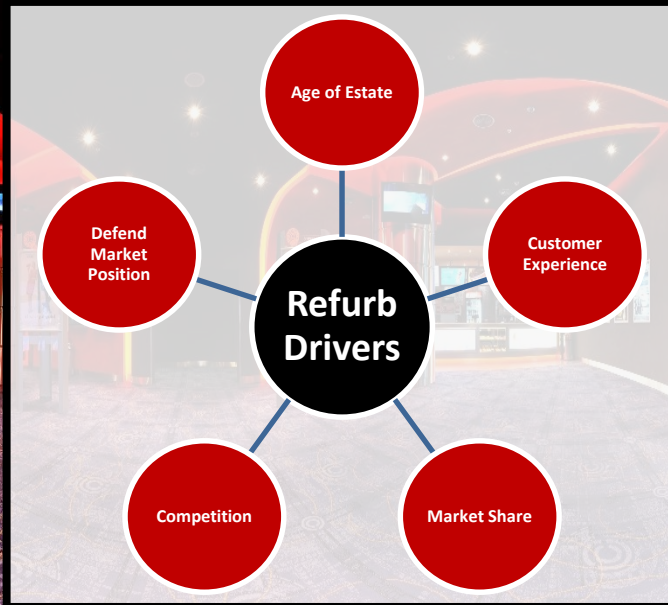 Age of Estate
Defend
Market
Position
Customer
Experience
Refurb
Drivers
Competition
Market Share